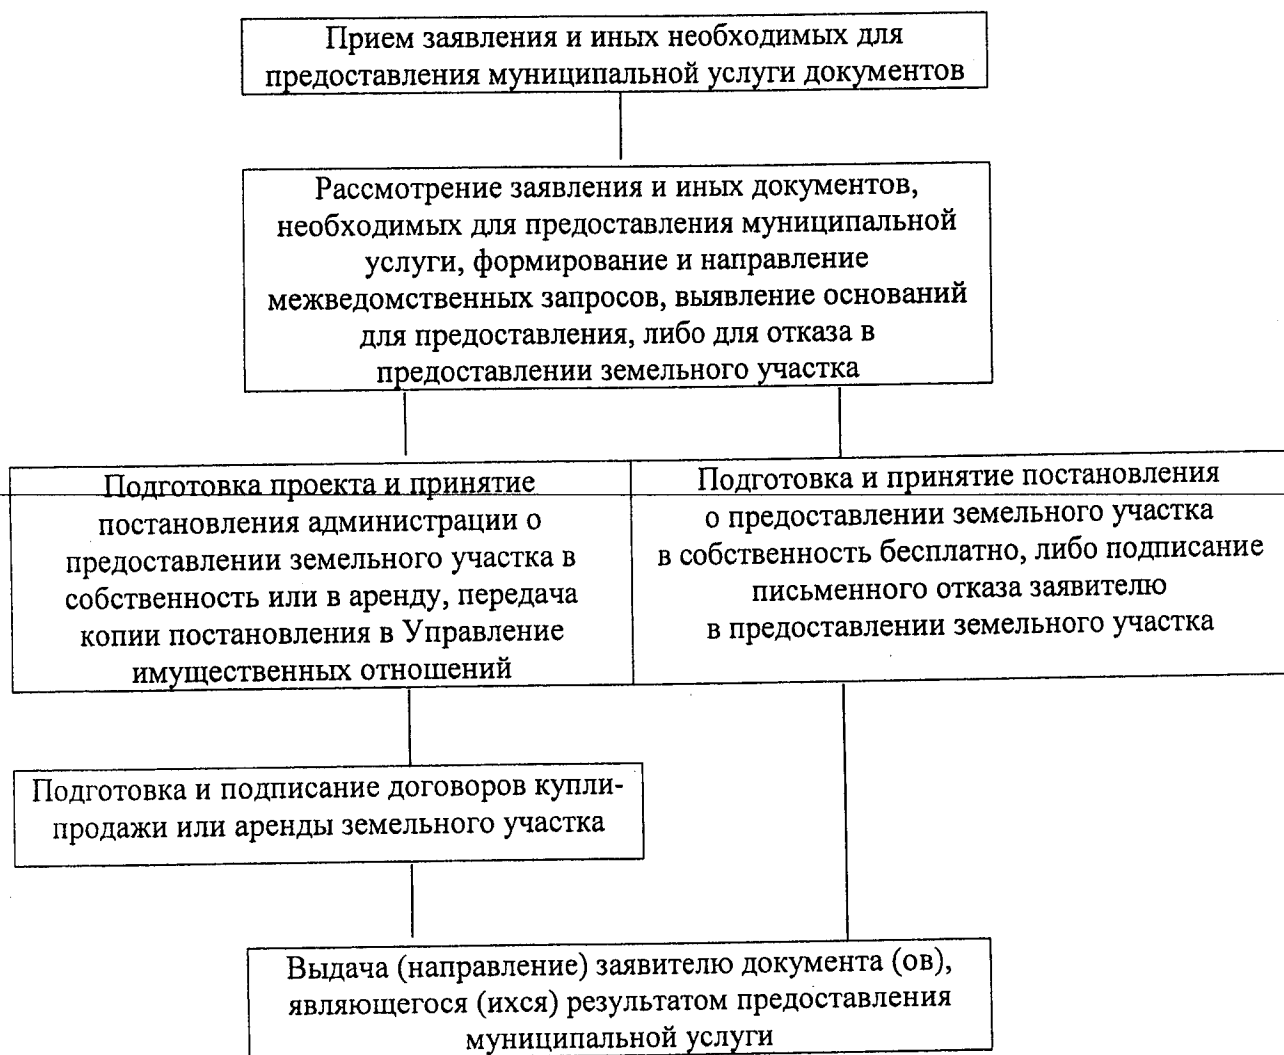 Прием заявления и иных необходимых для
предоставления муниципальной услуги документов
Рассмотрение заявления и иных документов,
необходимых для предоставления муниципальной
услуги, формирование и направление
межведомственных запросов, выявление оснований
для предоставления, либо для отказа в
предоставлении земельного участка
Подготовка проекта и принятие
постановления администрации о
предоставлении земельного участка в
собственность или в аренду, передача
копии постановления в Управление
имущественных отношений
Подготовка и принятие постановления
о предоставлении земельного участка
в собственность бесплатно, либо подписание
письменного отказа заявителю
в предоставлении земельного участка
Подготовка и подписание договоров купли-
продажи или аренды земельного участка
Выдача (направление) заявителю документа (ов),
являющегося (ихся) результатом предоставления
муниципальной услуги